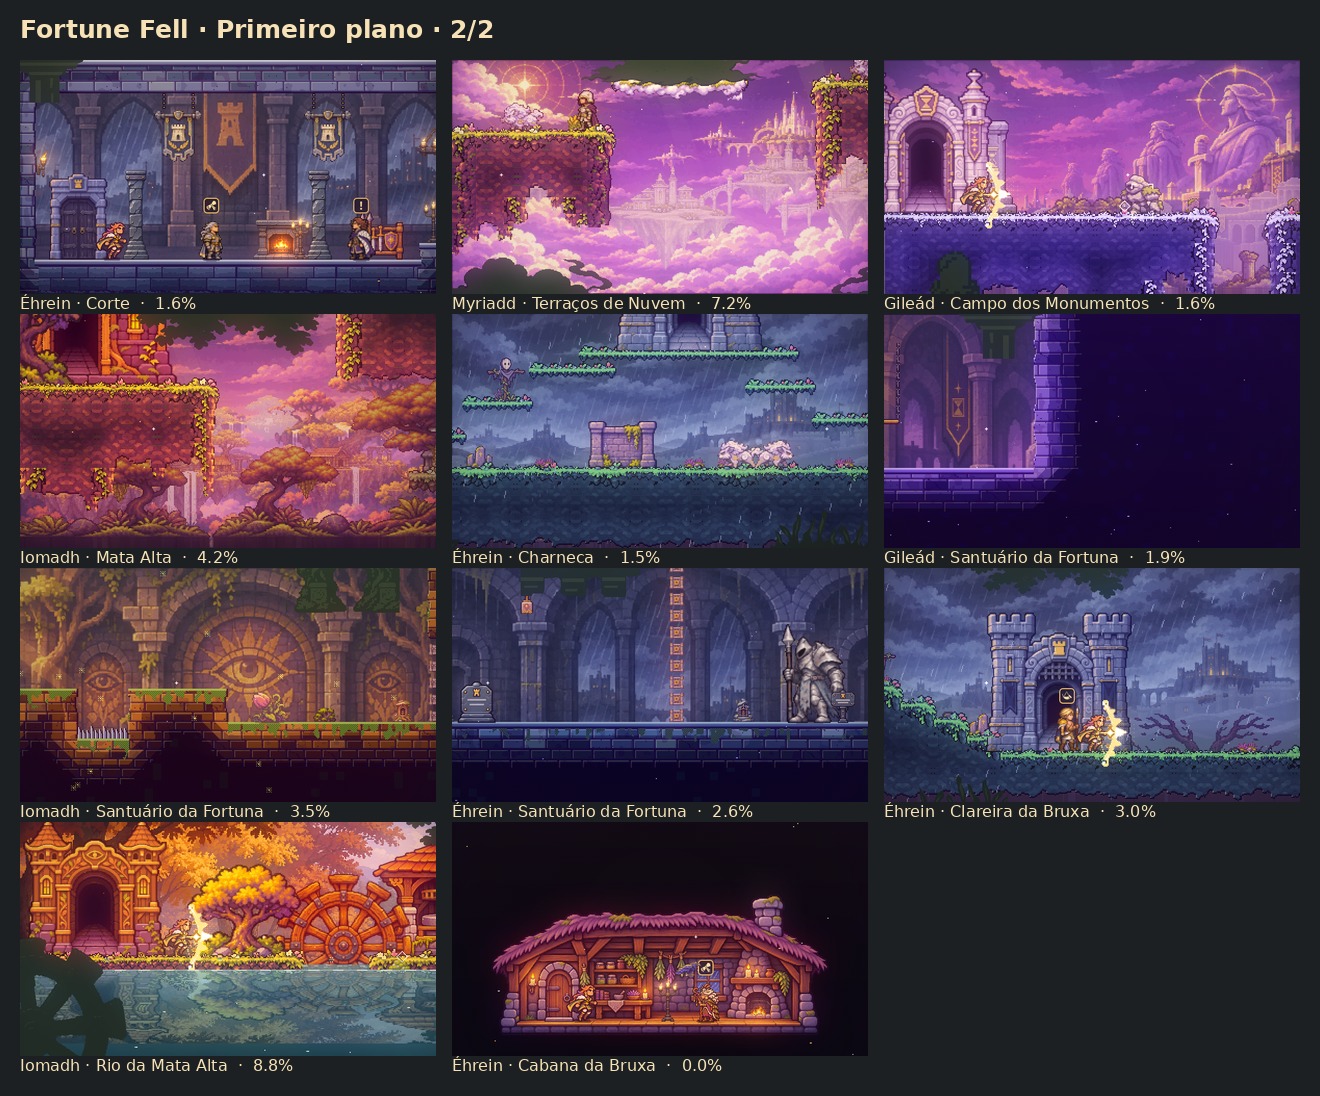 Fortune Fell · Primeiro plano · 2/2
Éhrein · Corte · 1.6%
Myriadd · Terraços de Nuvem · 7.2%
Gileád · Campo dos Monumentos · 1.6%
Iomadh · Mata Alta · 4.2%
Éhrein · Charneca · 1.5%
Gileád · Santuário da Fortuna · 1.9%
Iomadh · Santuário da Fortuna · 3.5%
Éhrein · Santuário da Fortuna · 2.6%
Éhrein · Clareira da Bruxa · 3.0%
Iomadh · Rio da Mata Alta · 8.8%
Éhrein · Cabana da Bruxa · 0.0%